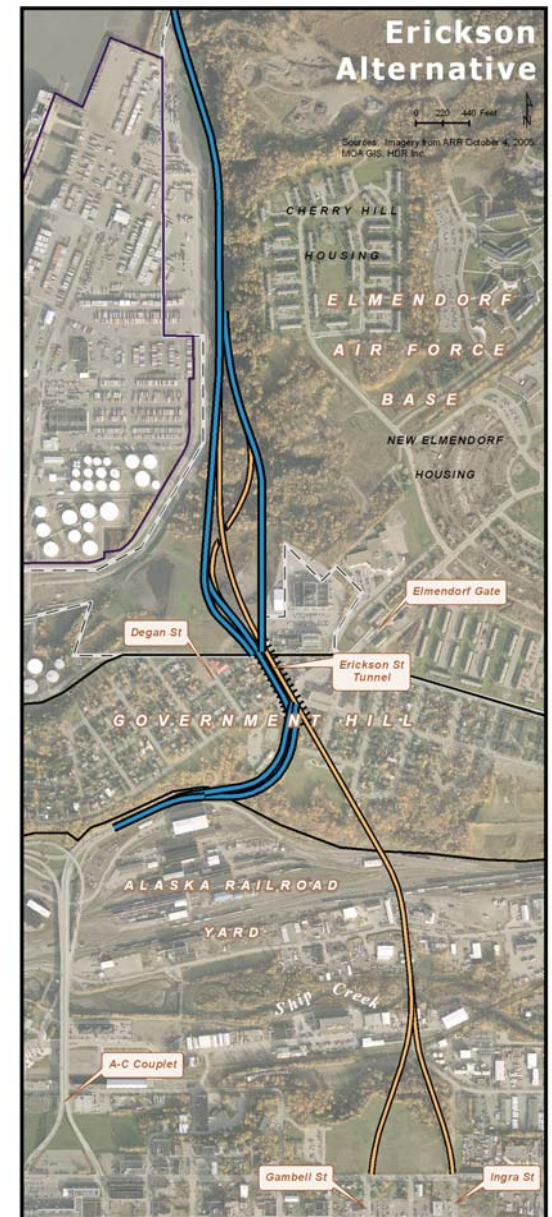 Erickson
Alternative
0 220 440 Feet
N
Sources: Imagery from ARR October 4, 2005,
MOA GIS, HDR Inc.
CHERRY HILL
HOUSING
ELMENDORF
AIR FORCE
BASE
NEW ELMENDORF
HOUSING
Elmendorf Gate
Degan St
Erickson St
Tunnel
GOVERNMENT HILL
ALASKA RAILROAD
YARD
Ship Creek
A-C Couplet
Gambell St
Ingra St